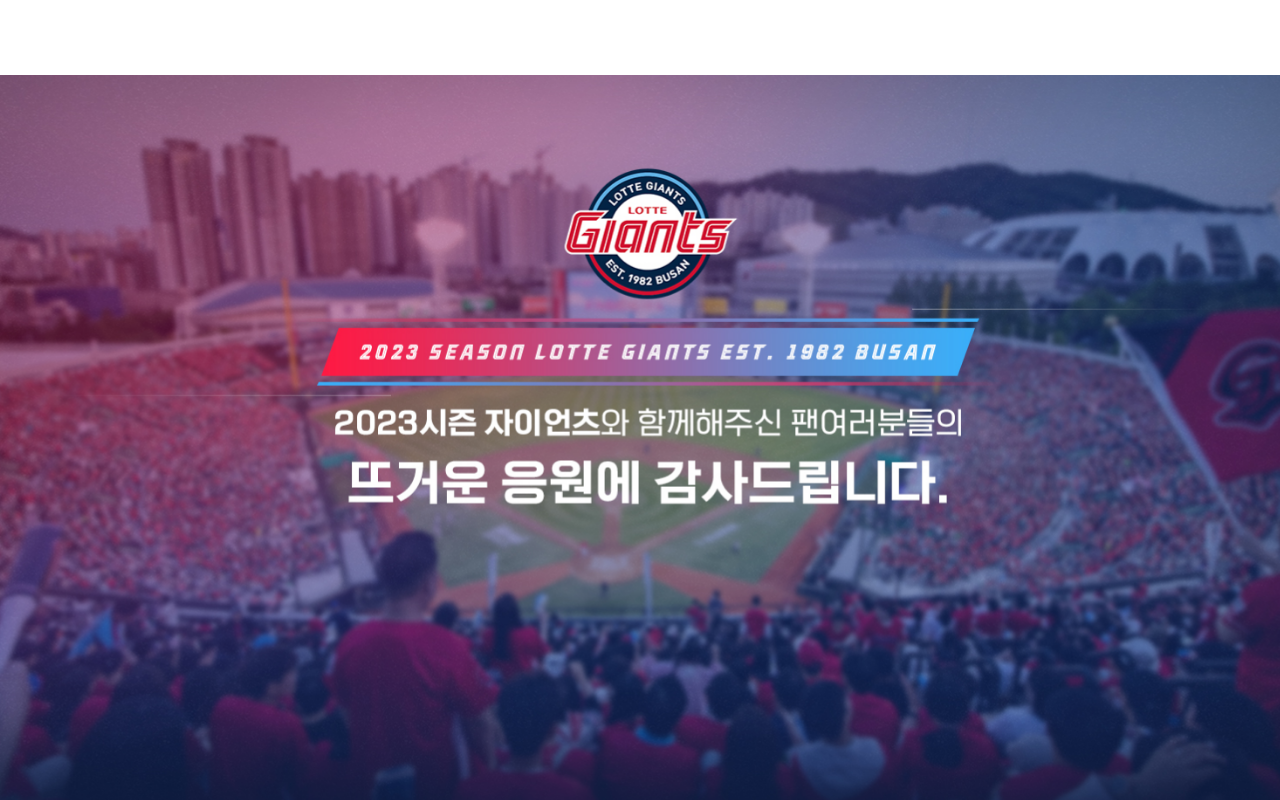 LOTTE GIANTS
LOTTE
Giants
EST. 1982 BUSAN
2023 SEASON LOTTE GIANTS EST. 1982 BUSAN
2023시즌 자이언츠와 함께해주신 팬여러분들의
뜨거운 응원에 감사드립니다.